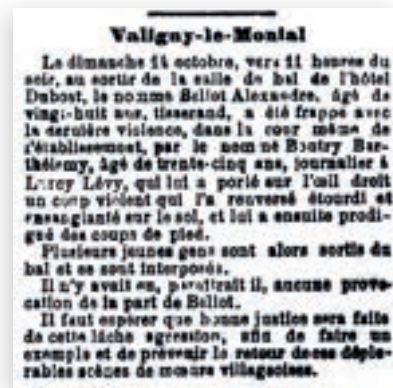 Valigny-le-Monial
Le dimanche 14 octobre, vers 11 heures du
soir, au sortir de la salle de bal de l'hôtel
Dubost, le nommé Bellot Alexandre, âgé de
vingt-huit ans, tisserand, a été frappé avec
la dernière violence, dans la cour même de
l'établissement, par le nommé Boutry Bar-
thélemy, âgé de trente-cinq ans, journalier à
Lurcy Lévy, qui lui a porté sur l'œil droit
un coup violent qui l'a renversé étourdi et
ensanglanté sur le sol, et lui a ensuite prodi-
gué des coups de pied.
Plusieurs jeunes gens sont alors sortis du
bal et se sont interposés.
Il n'y avait eu, paraîtrait il, aucune provo-
cation de la part de Bellot.
Il faut espérer que bonne justice sera faite
de cette lâche agression, afin de faire un
exemple et de prévenir le retour de ces déplo-
rables scènes de mœurs villageoises.